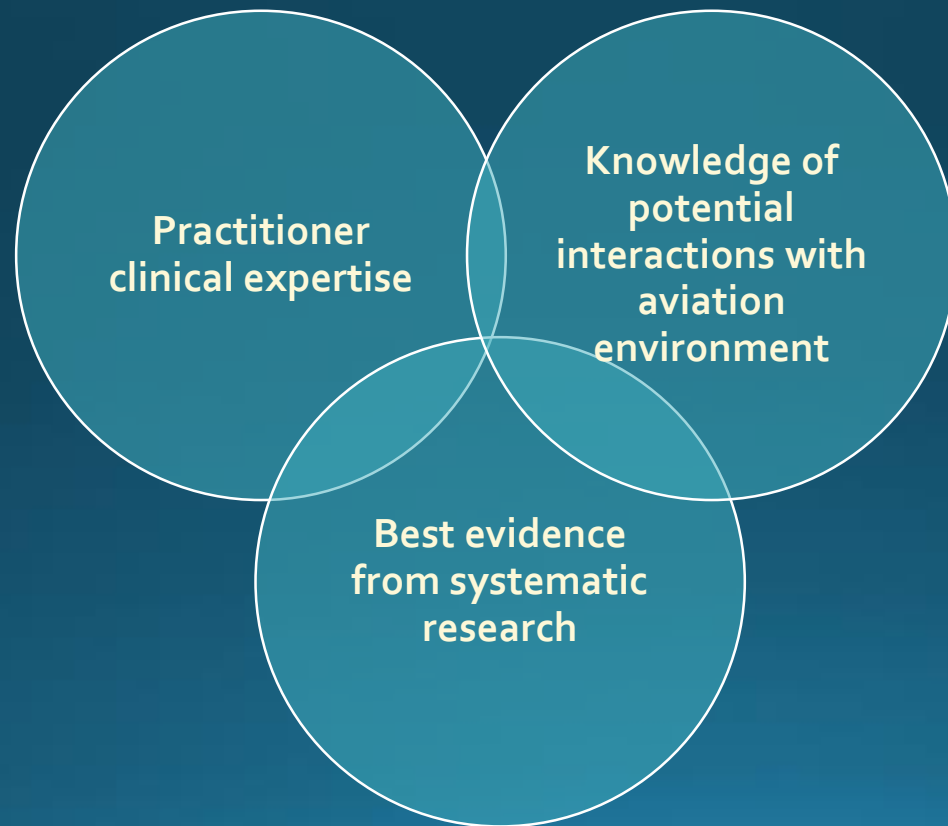 Practitioner
clinical expertise
Knowledge of
potential
interactions with
aviation
environment
Best evidence
from systematic
research